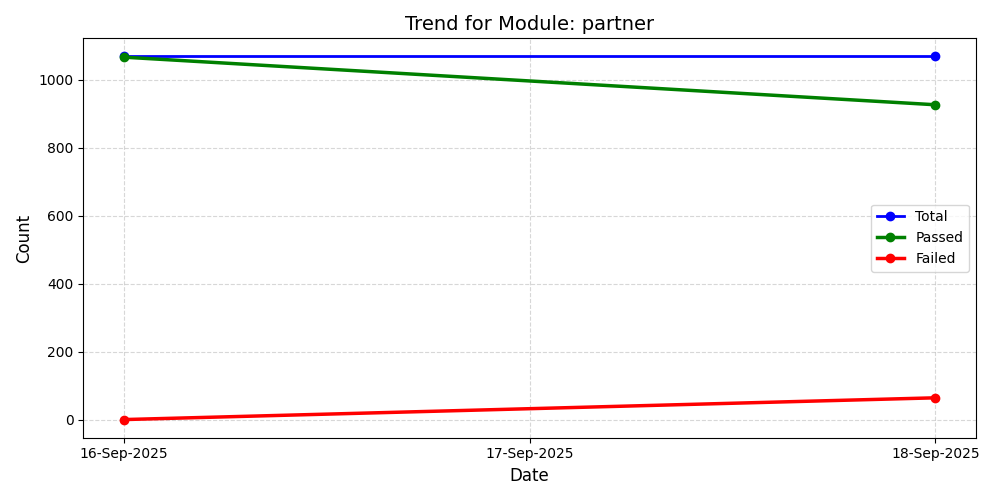 Trend for Module: partner
Count
1000
800
600
400
200
0
Total
Passed
Failed
16-Sep-2025
17-Sep-2025
18-Sep-2025
Date